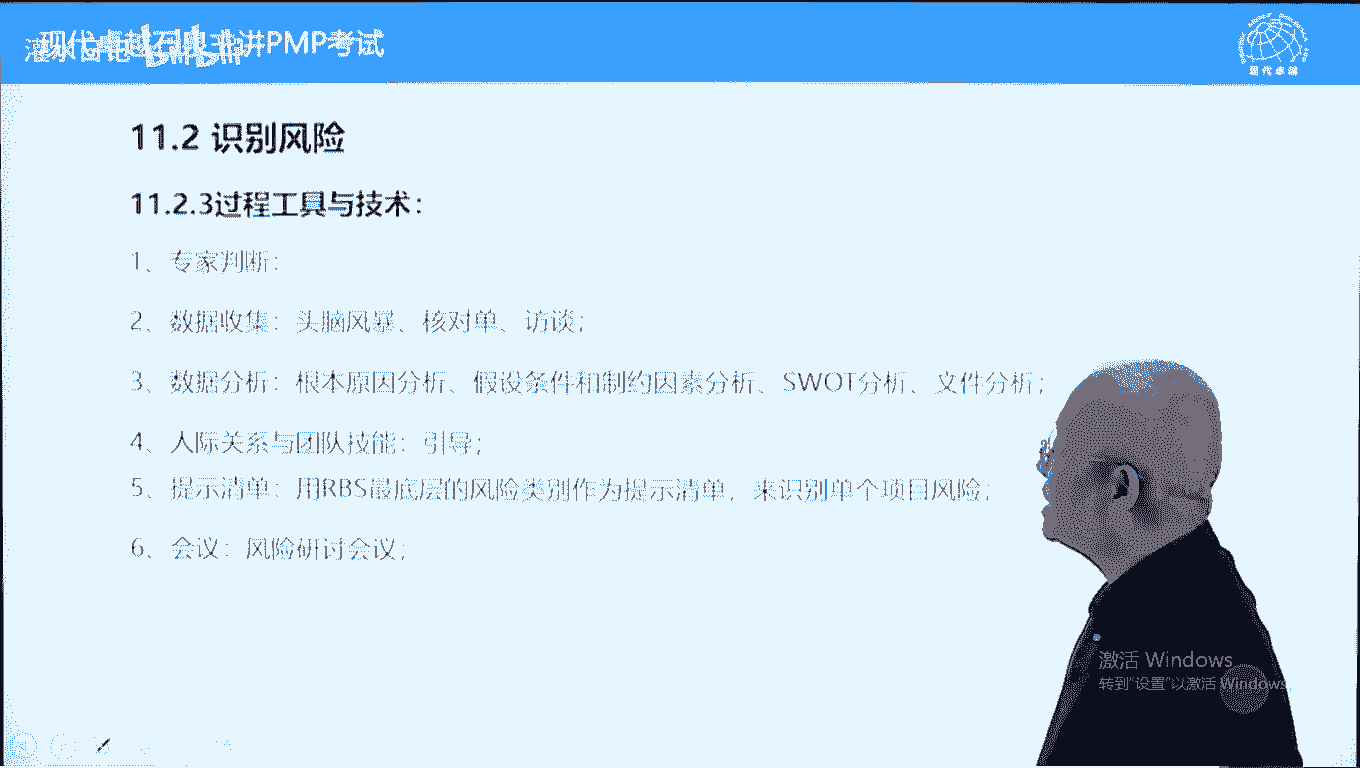 现代卓越石良主讲PMP考试
bilibili
现代卓越
11.2 识别风险
11.2.3过程工具与技术：
1、专家判断：
2、数据收集：头脑风暴、核对单、访谈；
3、数据分析：根本原因分析、假设条件和制约因素分析、SWOT分析、文件分析；
4、人际关系与团队技能：引导；
5、提示清单：用RBS最底层的风险类别作为提示清单，来识别单个项目风险；
6、会议：风险研讨会议；
激活 Windows
转到“设置”以激活 Windows